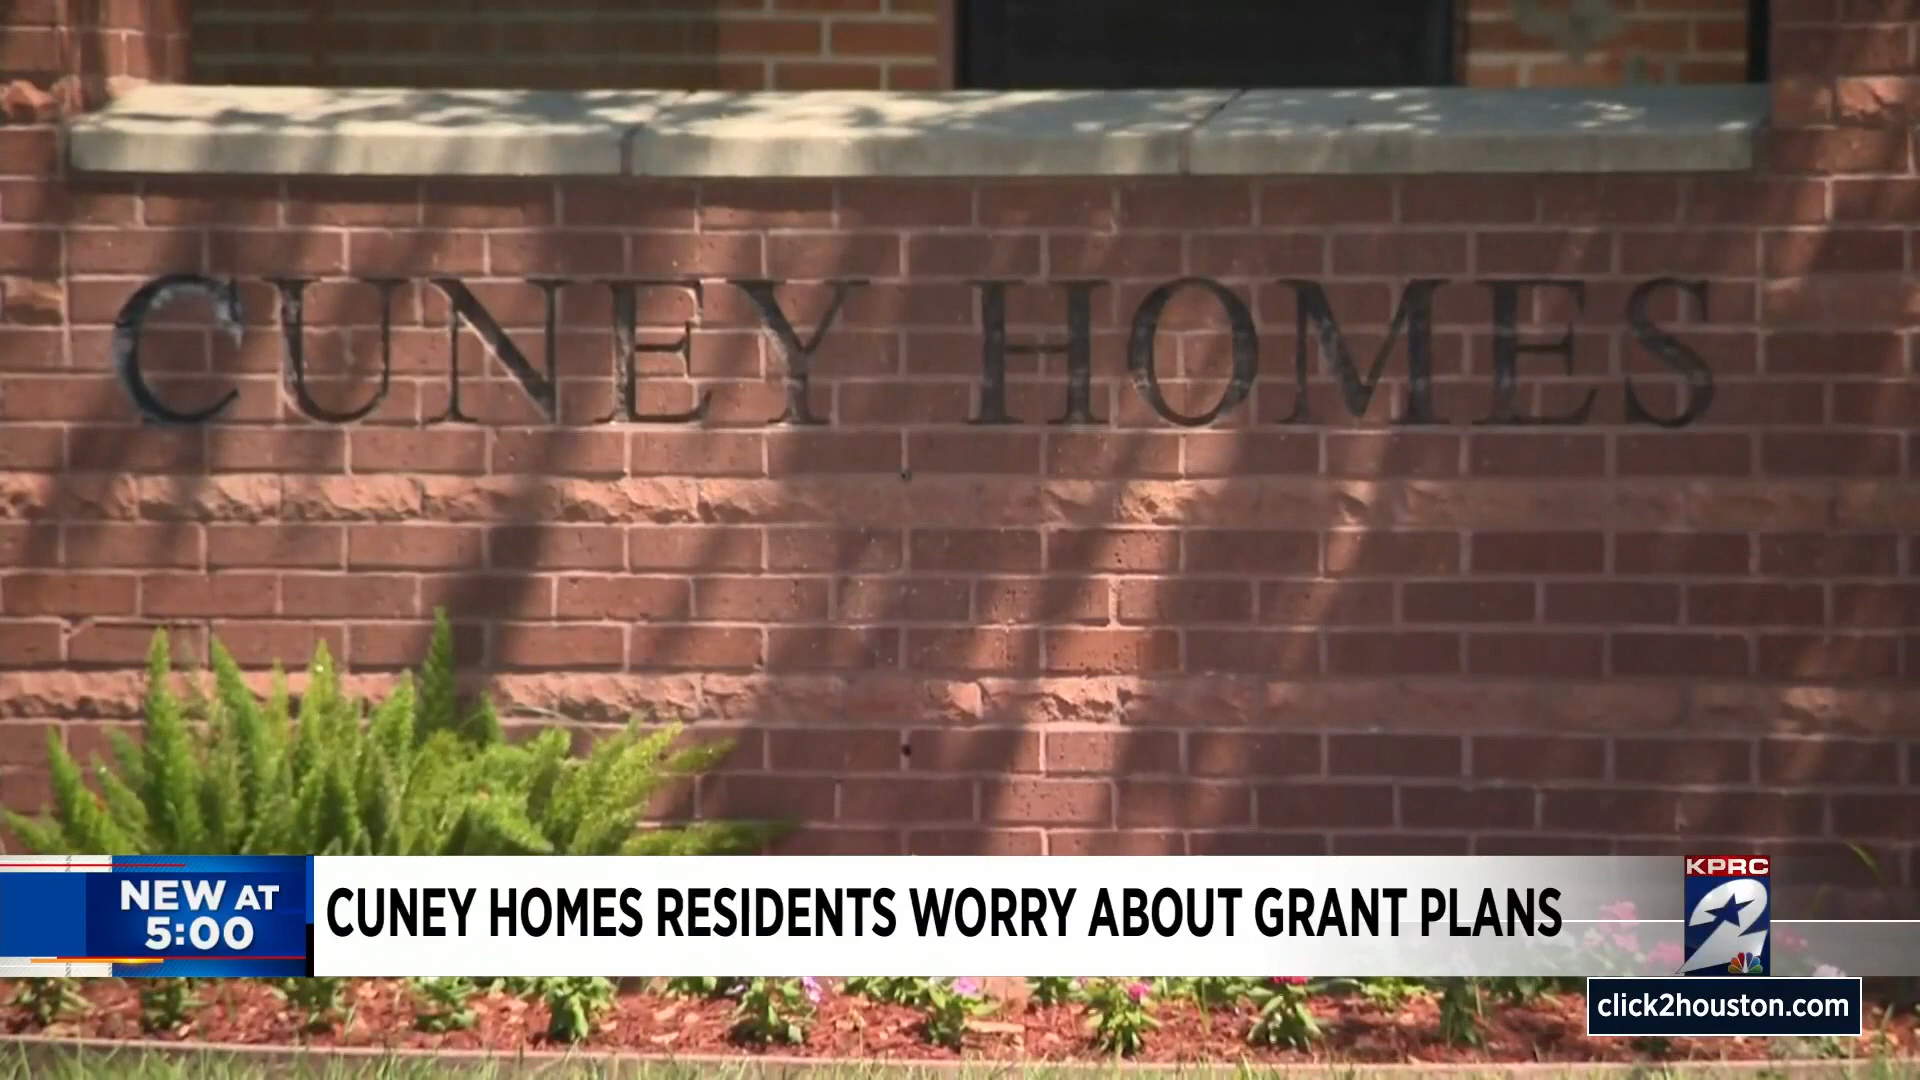 CUNEY HOMES
NEW AT
5:00
CUNEY HOMES RESIDENTS WORRY ABOUT GRANT PLANS
KPRC
2
click2houston.com